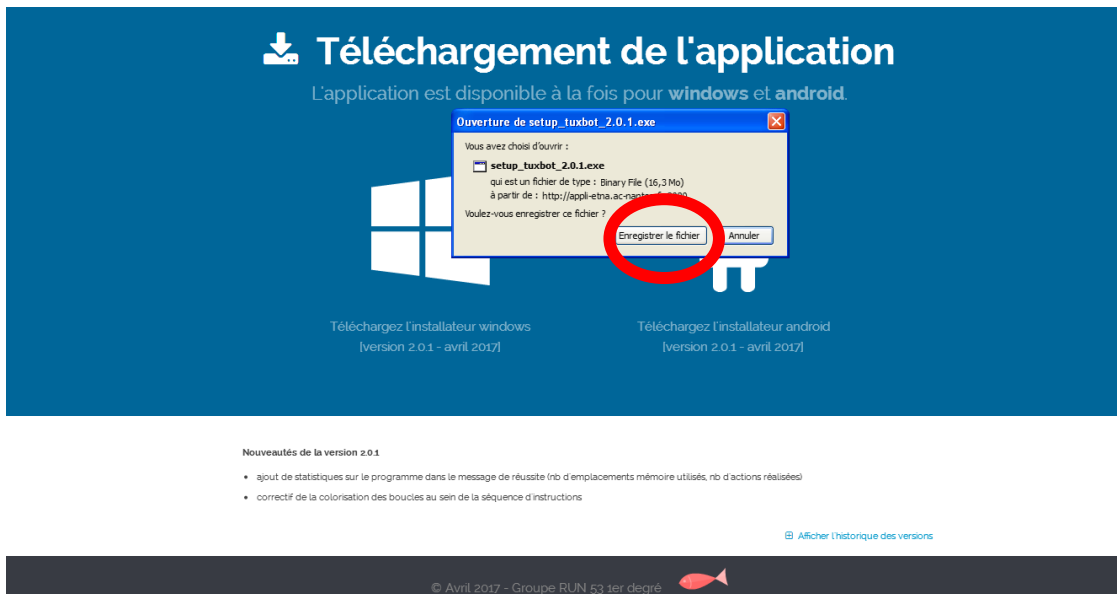 Téléchargement de l'application
L'application est disponible à la fois pour windows et android.
Ouverture de setup_tuxbot_2.0.1.exe
Vous avez choisi d'ouvrir :
setup_tuxbot_2.0.1.exe
qui est un fichier de type : Binary File (16,3 Mo)
à partir de : http://appli-etna.ac-nantes
Voulez-vous enregistrer ce fichier ?
Enregistrer le fichier Annuler
Téléchargez l'installateur windows
[version 2.0.1 - avril 2017]
Téléchargez l'installateur android
[version 2.0.1 - avril 2017]
Nouveautés de la version 2.0.1
ajout de statistiques sur le programme dans le message de réussite (nb d'emplacements mémoire utilisés, nb d'actions réalisées)
correctif de la colorisation des boucles au sein de la séquence d'instructions
Afficher l'historique des versions
© Avril 2017 - Groupe RUN 53 1er degré